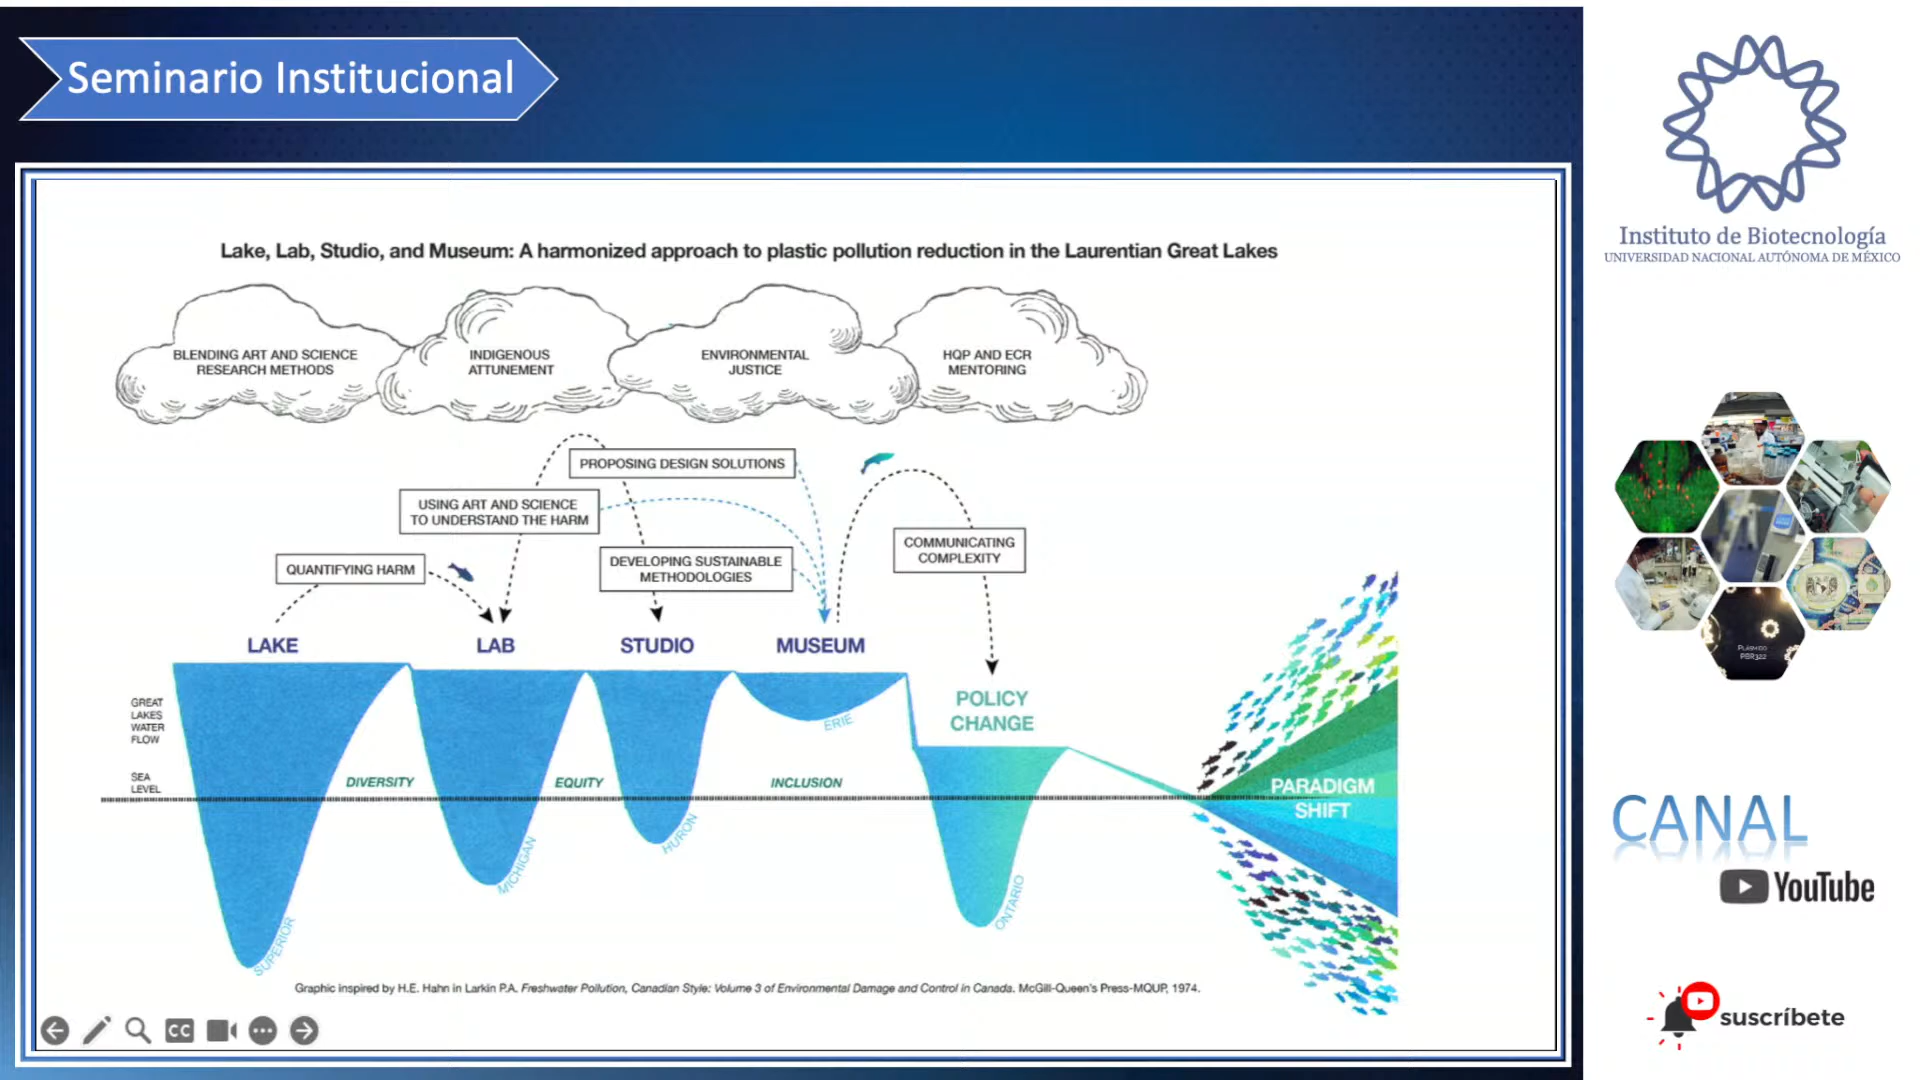 Seminario Institucional
Lake, Lab, Studio, and Museum: A harmonized approach to plastic pollution reduction in the Laurentian Great Lakes
BLENDING ART AND SCIENCE
RESEARCH METHODS
INDIGENOUS
ATTUNEMENT
ENVIRONMENTAL
JUSTICE
HQP AND ECR
MENTORING
PROPOSING DESIGN SOLUTIONS
USING ART AND SCIENCE
TO UNDERSTAND THE HARM
QUANTIFYING HARM
DEVELOPING SUSTAINABLE
METHODOLOGIES
COMMUNICATING
COMPLEXITY
LAKE
LAB
STUDIO
MUSEUM
POLICY
CHANGE
GREAT
LAKES
WATER
FLOW
SEA
LEVEL
DIVERSITY
EQUITY
INCLUSION
SUPERIOR
MICHIGAN
HURON
ERIE
ONTARIO
PARADIGM
SHIFT
Graphic inspired by H.E. Hahn in Larkin P.A. Freshwater Pollution, Canadian Style: Volume 3 of Environmental Damage and Control in Canada. McGill-Queen's Press-MQUP, 1974.
CC
Instituto de Biotecnología
UNIVERSIDAD NACIONAL AUTÓNOMA DE MÉXICO
PLÁSMIDO
PBR322
CANAL
YouTube
suscríbete